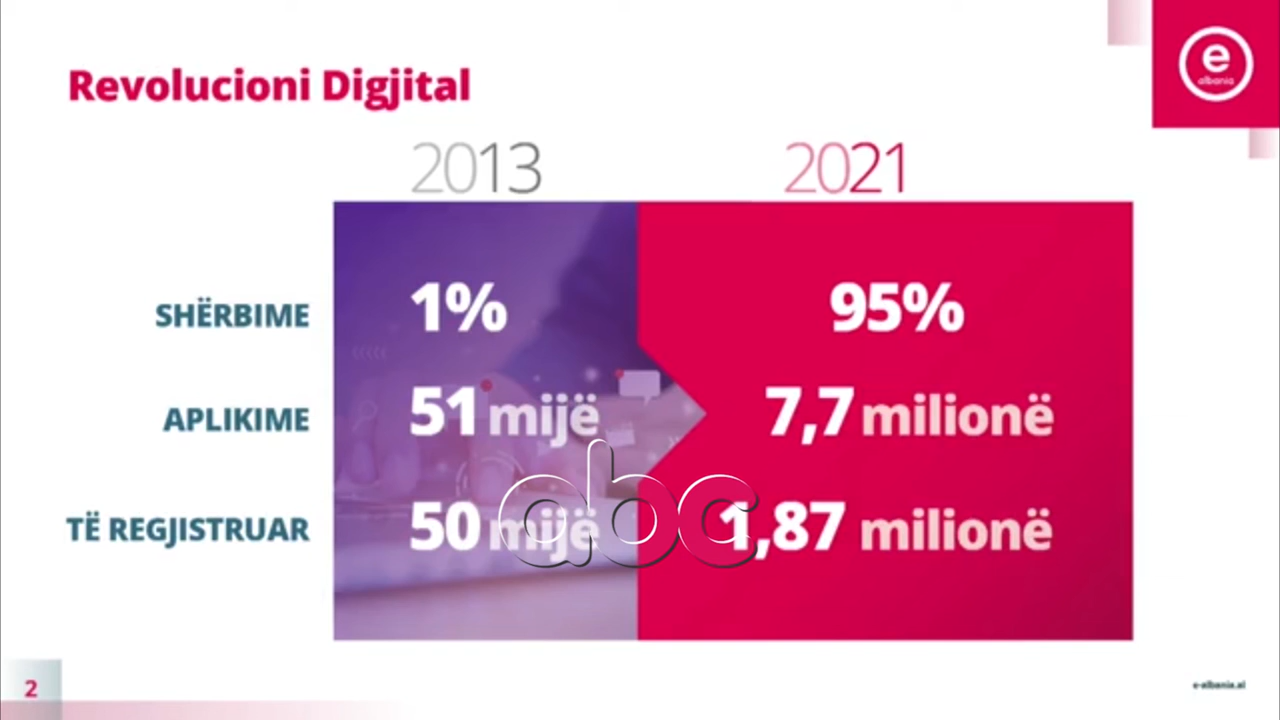 Revolucioni Digjital
e
albania
2013 2021
SHËRBIME 1% 95%
APLIKIME 51 mijë 7,7 milionë
TË REGJISTRUAR 50 mijë 1,87 milionë
abc
2
e-albania.al